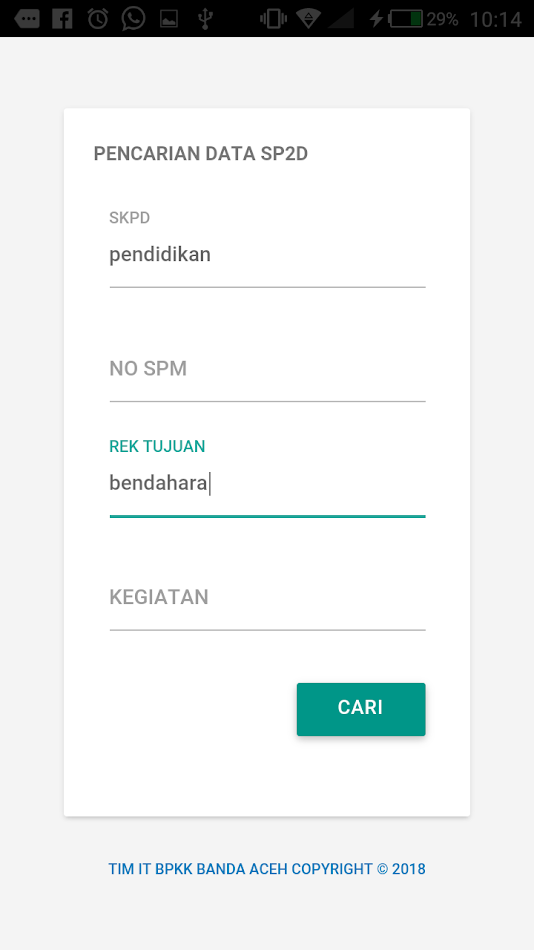 29% 10:14
PENCARIAN DATA SP2D
SKPD
pendidikan
NO SPM
REK TUJUAN
bendahara
KEGIATAN
CARI
TIM IT BPKK BANDA ACEH COPYRIGHT © 2018